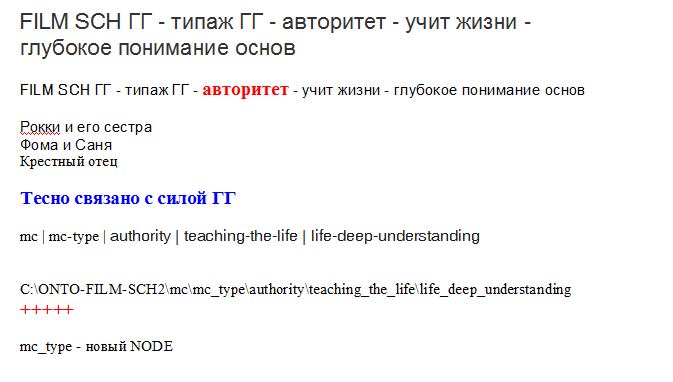 FILM SCH ГГ - типаж ГГ - авторитет - учит жизни -
глубокое понимание основ
FILM SCH ГГ - типаж ГГ - авторитет - учит жизни - глубокое понимание основ
Рокки и его сестра
Фома и Саня
Крестный отец
Тесно связано с силой ГГ
mc | mc-type | authority | teaching-the-life | life-deep-understanding
C:\ONTO-FILM-SCH2\mc\mc_type\authority\teaching_the_life\life_deep_understanding
+++++
mc_type - новый NODE